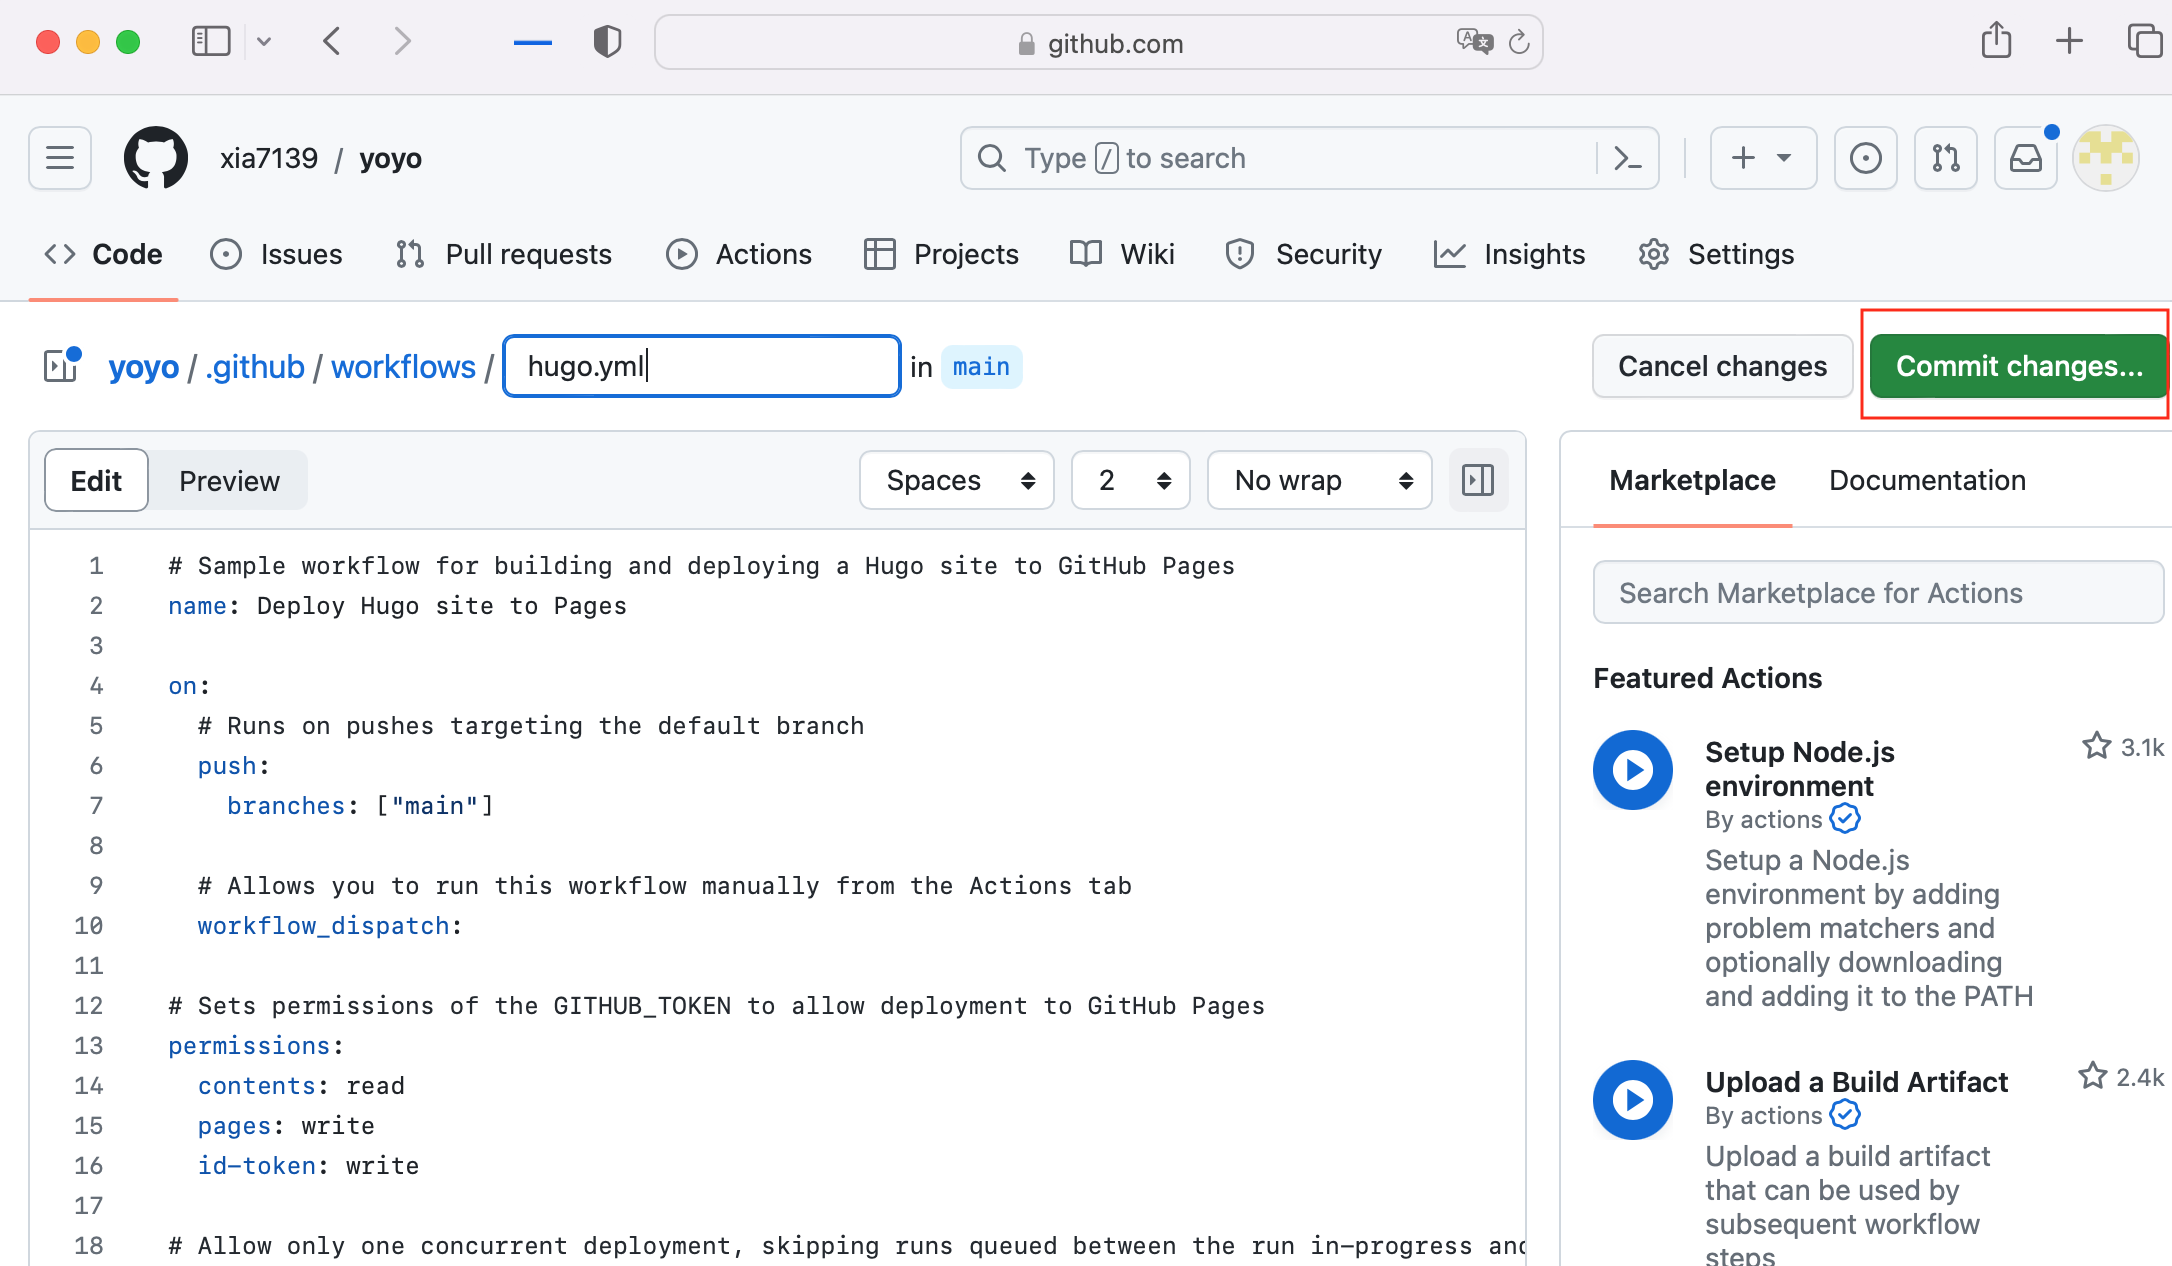 github.com
xia7139 / yoyo
Type / to search
Code Issues Pull requests Actions Projects Wiki Security Insights Settings
yoyo / .github / workflows / hugo.yml in main
Cancel changes Commit changes...
Edit Preview Spaces 2 No wrap
1 # Sample workflow for building and deploying a Hugo site to GitHub Pages
2 name: Deploy Hugo site to Pages
3
4 on:
5 # Runs on pushes targeting the default branch
6 push:
7 branches: ["main"]
8
9 # Allows you to run this workflow manually from the Actions tab
10 workflow_dispatch:
11
12 # Sets permissions of the GITHUB_TOKEN to allow deployment to GitHub Pages
13 permissions:
14 contents: read
15 pages: write
16 id-token: write
17
18 # Allow only one concurrent deployment, skipping runs queued between the run in-progress and
Marketplace Documentation
Search Marketplace for Actions
Featured Actions
Setup Node.js 3.1k
environment
By actions
Setup a Node.js
environment by adding
problem matchers and
optionally downloading
and adding it to the PATH
Upload a Build Artifact 2.4k
By actions
Upload a build artifact
that can be used by
subsequent workflow
steps